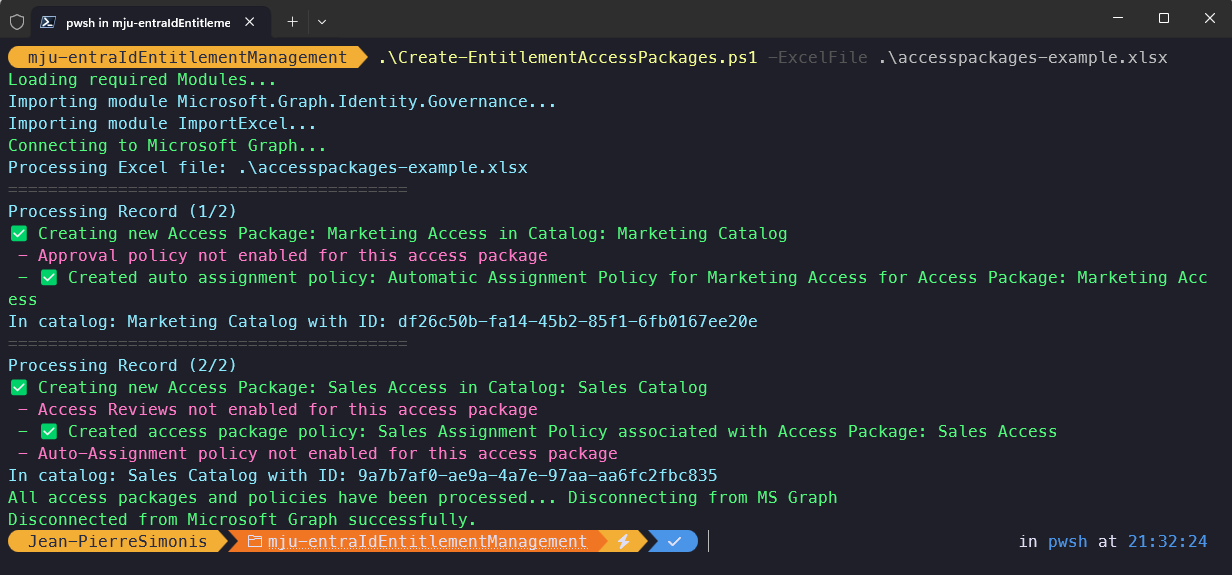 pwsh in mju-entraIdEntitleme
mju-entraIdEntitlementManagement .\Create-EntitlementAccessPackages.ps1 -ExcelFile .\accesspackages-example.xlsx
Loading required Modules...
Importing module Microsoft.Graph.Identity.Governance...
Importing module ImportExcel...
Connecting to Microsoft Graph...
Processing Excel file: .\accesspackages-example.xlsx
========================================
Processing Record (1/2)
✅ Creating new Access Package: Marketing Access in Catalog: Marketing Catalog
- Approval policy not enabled for this access package
- ✅ Created auto assignment policy: Automatic Assignment Policy for Marketing Access for Access Package: Marketing Acc
ess
In catalog: Marketing Catalog with ID: df26c50b-fa14-45b2-85f1-6fb0167ee20e
========================================
Processing Record (2/2)
✅ Creating new Access Package: Sales Access in Catalog: Sales Catalog
- Access Reviews not enabled for this access package
- ✅ Created access package policy: Sales Assignment Policy associated with Access Package: Sales Access
- Auto-Assignment policy not enabled for this access package
In catalog: Sales Catalog with ID: 9a7b7af0-ae9a-4a7e-97aa-aa6fc2fbc835
All access packages and policies have been processed... Disconnecting from MS Graph
Disconnected from Microsoft Graph successfully.
Jean-PierreSimonis mju-entraIdEntitlementManagement in pwsh at 21:32:24